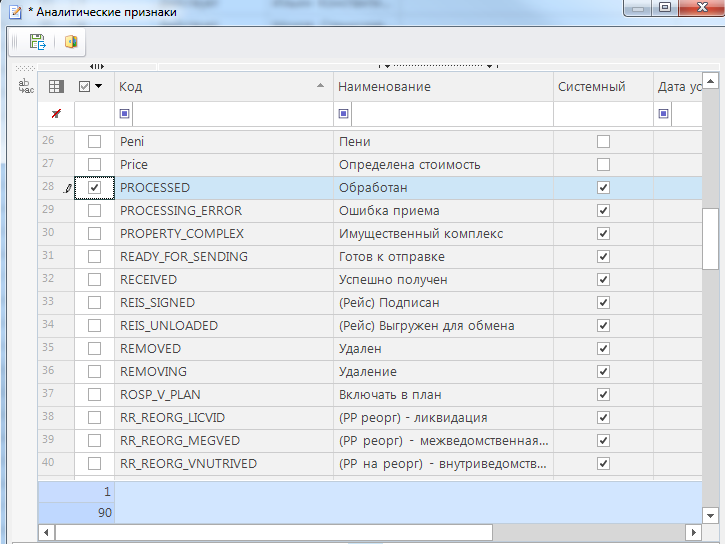 * Аналитические признаки
ab
ac
Код Наименование Системный Дата ус
26 Peni Пени
27 Price Определена стоимость
28 PROCESSED Обработан
29 PROCESSING_ERROR Ошибка приема
30 PROPERTY_COMPLEX Имущественный комплекс
31 READY_FOR_SENDING Готов к отправке
32 RECEIVED Успешно получен
33 REIS_SIGNED (Рейс) Подписан
34 REIS_UNLOADED (Рейс) Выгружен для обмена
35 REMOVED Удален
36 REMOVING Удаление
37 ROSP_V_PLAN Включать в план
38 RR_REORG_LICVID (РР реорг) - ликвидация
39 RR_REORG_MEGVED (РР реорг) - межведомственная...
40 RR_REORG_VNUTRIVED (РР на реорг) - внутриведомств...
1
90